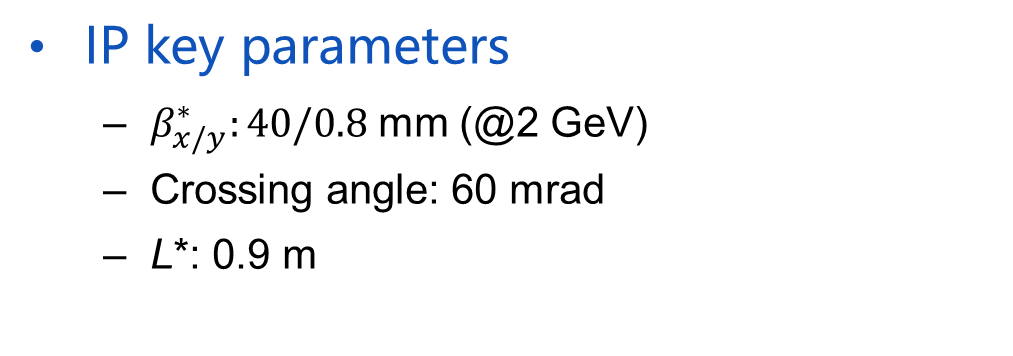 • IP key parameters
– β*x/y: 40/0.8 mm (@2 GeV)
– Crossing angle: 60 mrad
– L*: 0.9 m